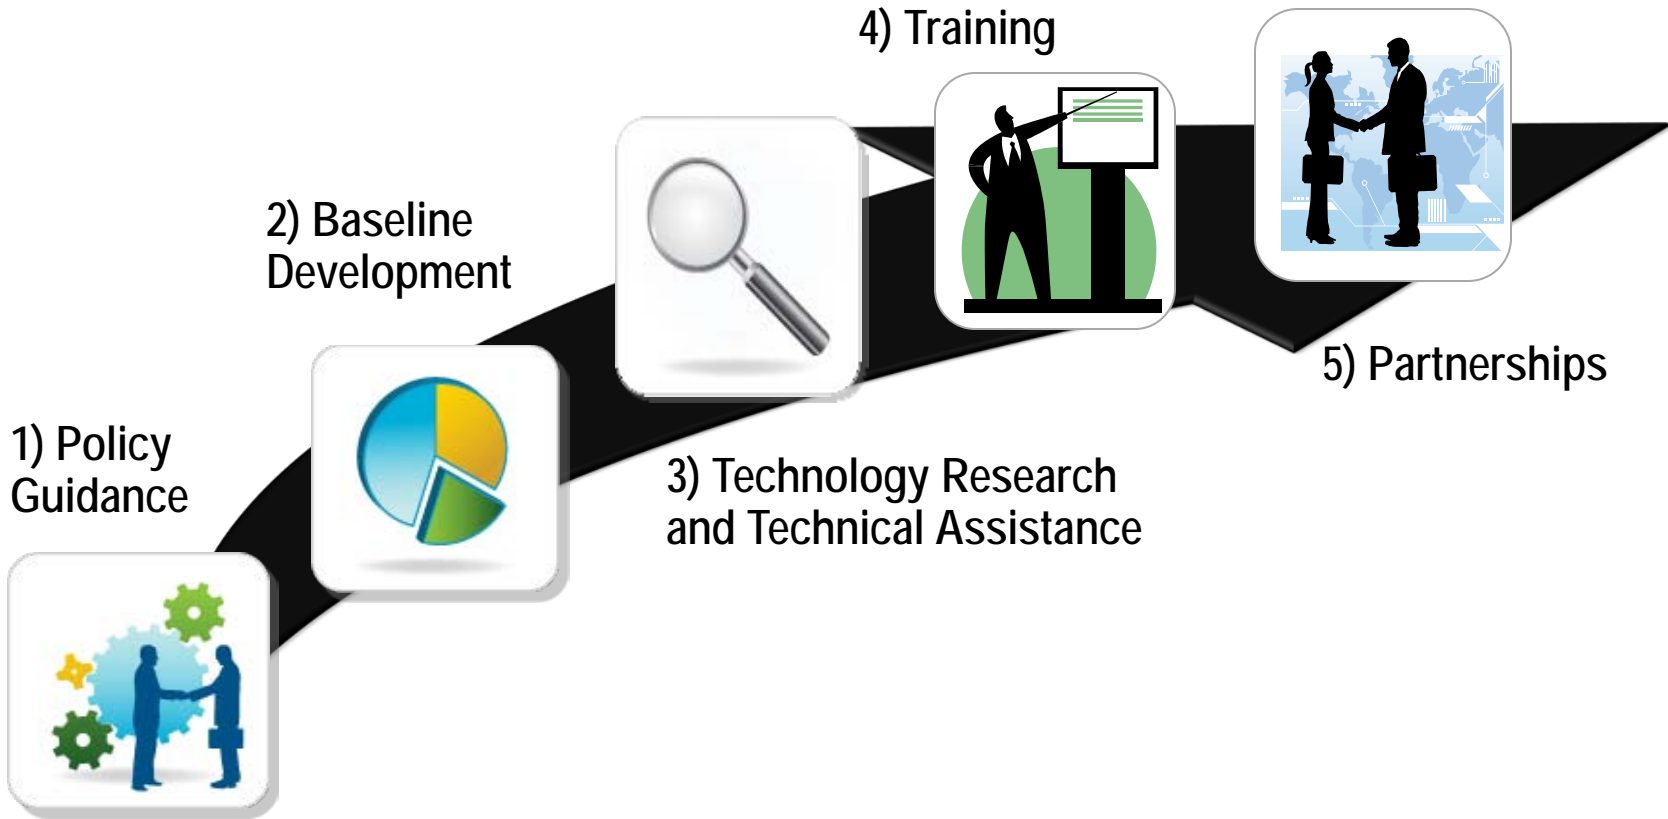 1) Policy
Guidance
2) Baseline
Development
3) Technology Research
and Technical Assistance
4) Training
5) Partnerships